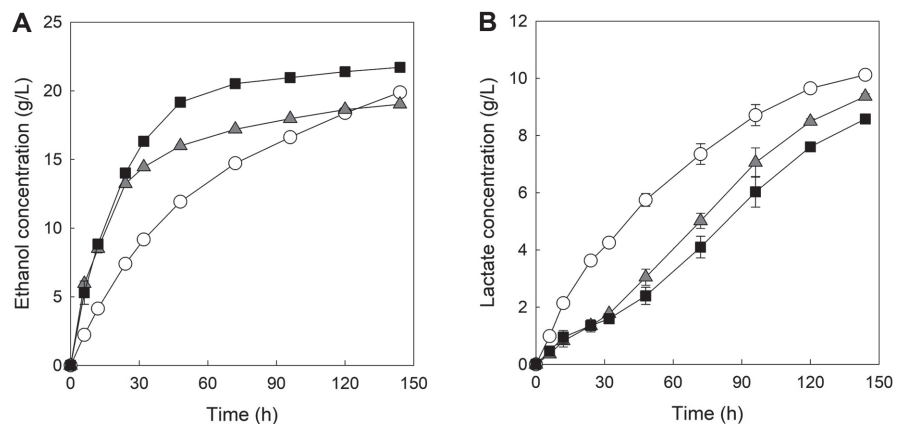 A
Ethanol concentration (g/L)
25
20
15
10
5
0
0 30 60 90 120 150
Time (h)
B
Lactate concentration (g/L)
12
10
8
6
4
2
0
0 30 60 90 120 150
Time (h)